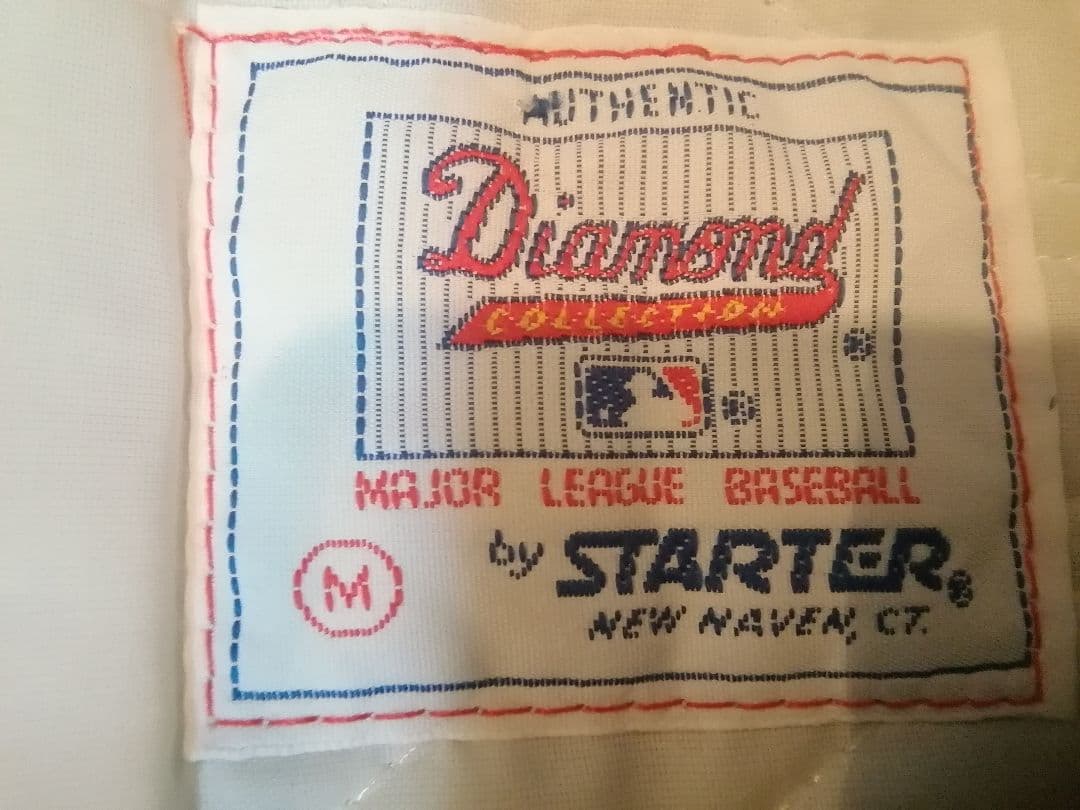 AUTHENTIC
Diamond
COLLECTION
®
®
MAJOR LEAGUE BASEBALL
by STARTER®
M
NEW HAVEN, CT.